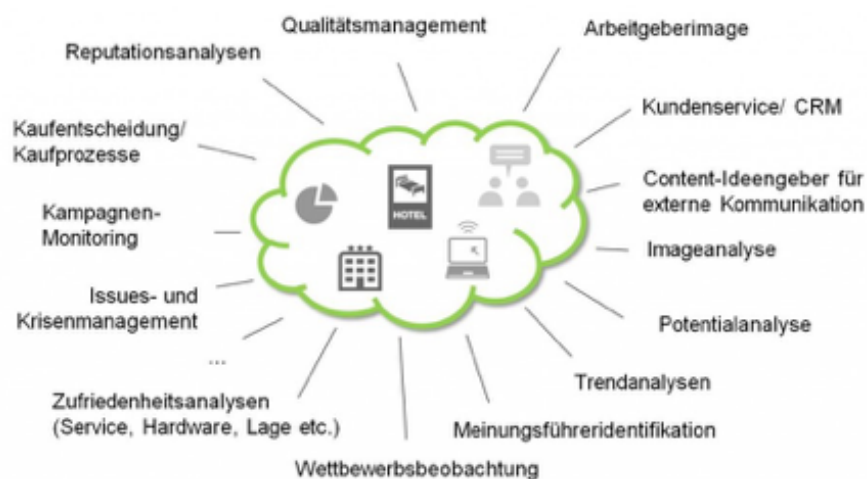 Qualitätsmanagement
Arbeitgeberimage
Reputationsanalysen
Kundenservice/ CRM
Kaufentscheidung/
Kaufprozesse
Content-Ideengeber für
externe Kommunikation
HOTEL
Kampagnen-
Monitoring
Imageanalyse
Issues- und
Krisenmanagement
Potentialanalyse
...
Trendanalysen
Zufriedenheitsanalysen
(Service, Hardware, Lage etc.)
Meinungsführeridentifikation
Wettbewerbsbeobachtung